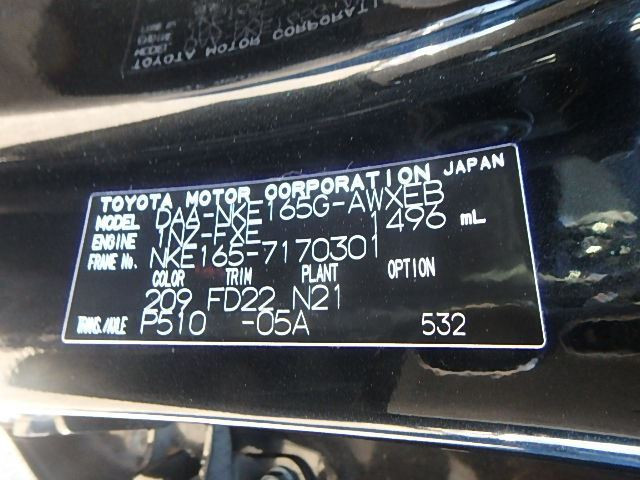 TOYOTA MOTOR CORPORATION JAPAN
MODEL DAA-NKE165G-AWXEB
ENGINE 1NZ-FXE 1496 mL
FRAME No. NKE165-7170301
COLOR TRIM PLANT OPTION
209 FD22 N21
TRANS./AXLE P510 -05A 532
TOYOTA MOTOR CORPORATION